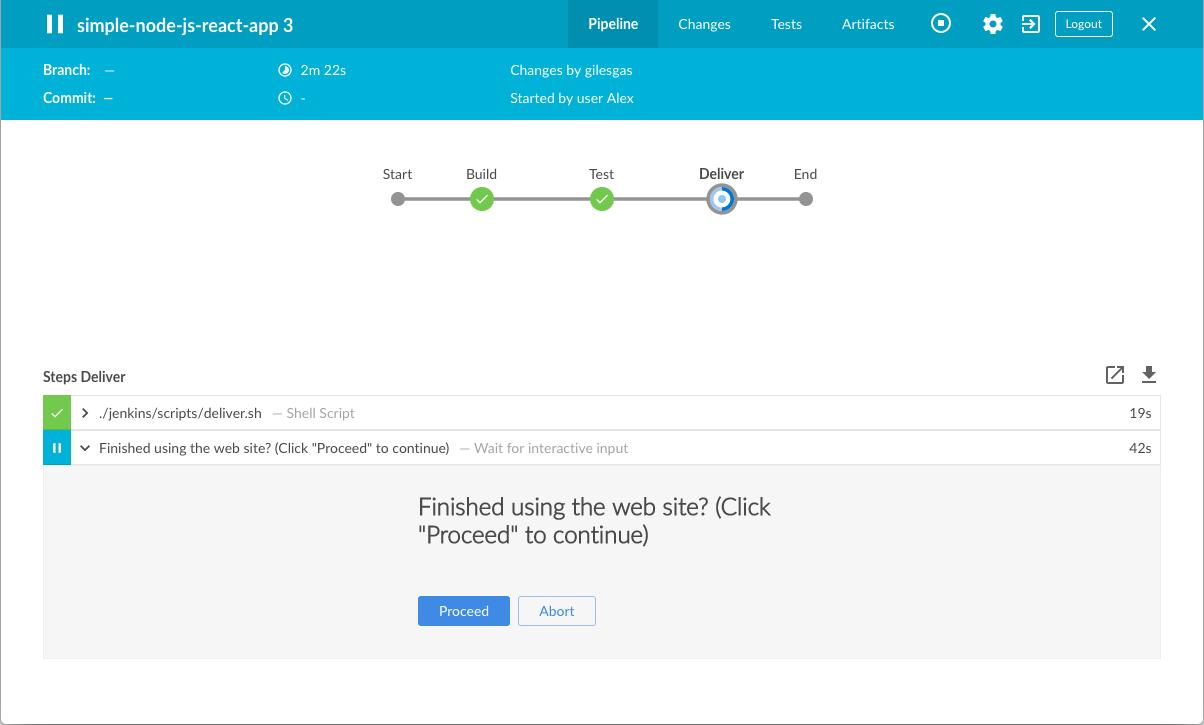 simple-node-js-react-app 3 Pipeline Changes Tests Artifacts Logout
Branch: — 2m 22s Changes by gilesgas
Commit: — - Started by user Alex
Start Build Test Deliver End
Steps Deliver
./jenkins/scripts/deliver.sh — Shell Script 19s
Finished using the web site? (Click "Proceed" to continue) — Wait for interactive input 42s
Finished using the web site? (Click
"Proceed" to continue)
Proceed Abort